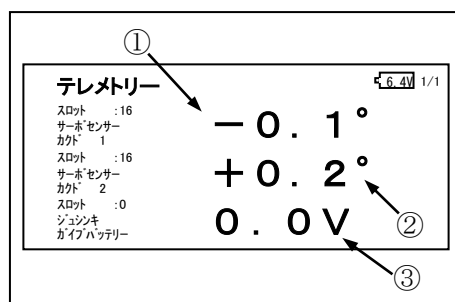 ①
テレメトリー 6.4V 1/1
スロット :16
サーボセンサー
カクド 1
−0.1°
スロット :16
サーボセンサー
カクド 2
+0.2°
②
スロット :0
ジュシンキ
ガイブバッテリー
0.0V
③